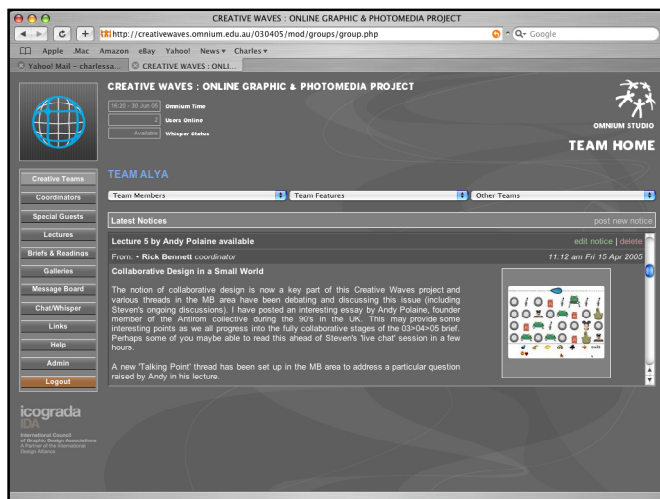 CREATIVE WAVES : ONLINE GRAPHIC & PHOTOMEDIA PROJECT
http://creativewaves.omnium.edu.au/030405/mod/groups/group.php
Google
Apple .Mac Amazon eBay Yahoo! News Charles
Yahoo! Mail – charlessa...
CREATIVE WAVES : ONLI...
CREATIVE WAVES : ONLINE GRAPHIC & PHOTOMEDIA PROJECT
16:20 - 30 Jun 05 Omnium Time
2 Users Online
Available Whisper Status
OMNIUM STUDIO
TEAM HOME
TEAM ALYA
Team Members
Team Features
Other Teams
Creative Teams
Coordinators
Special Guests
Lectures
Briefs & Readings
Galleries
Message Board
Chat/Whisper
Links
Help
Admin
Logout
Latest Notices
post new notice
Lecture 5 by Andy Polaine available
edit notice | delete
From: - Rick Bennett coordinator
11.12 am Fri 15 Apr 2005
Collaborative Design in a Small World
The notion of collaborative design is now a key part of this Creative Waves project and
various threads in the MB area have been debating and discussing this issue (including
Steven's ongoing discussions). I have posted an interesting essay by Andy Polaine, founder
member of the Antirom collective during the 90's in the UK. This may provide some
interesting points as we all progress into the fully collaborative stages of the 03>04>05 brief.
Perhaps some of you maybe able to read this ahead of Steven's 'live chat' session in a few
hours.
A new 'Talking Point' thread has been set up in the MB area to address a particular question
raised by Andy in his lecture.
icograda
IDA
International Council
of Graphic Design Associations
A Partner of the International
Design Alliance